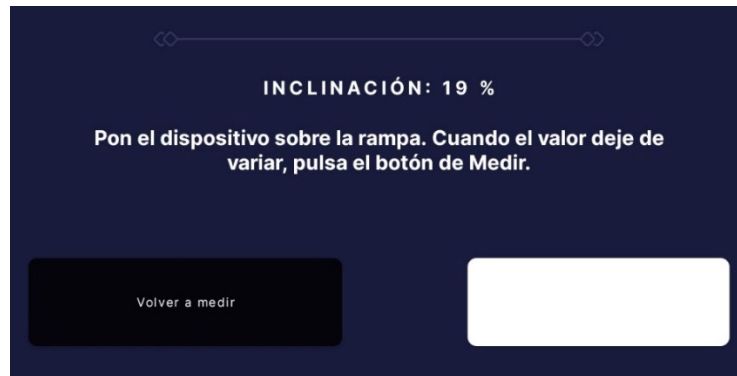 INCLINACIÓN: 19 %
Pon el dispositivo sobre la rampa. Cuando el valor deje de
variar, pulsa el botón de Medir.
Volver a medir